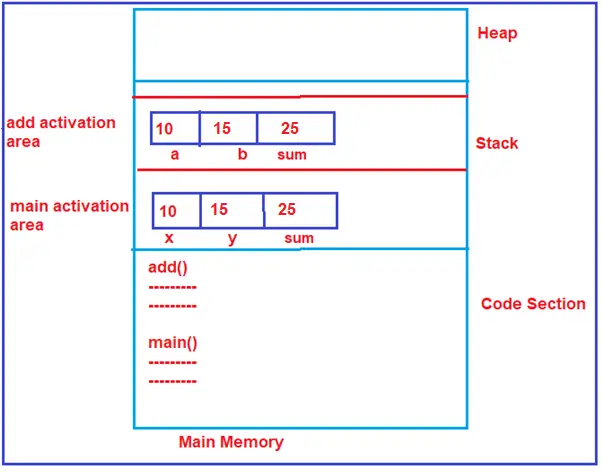 Heap
add activation
area
10 15 25
a b sum
Stack
main activation
area
10 15 25
x y sum
add()
---------
---------
Code Section
main()
---------
---------
Main Memory